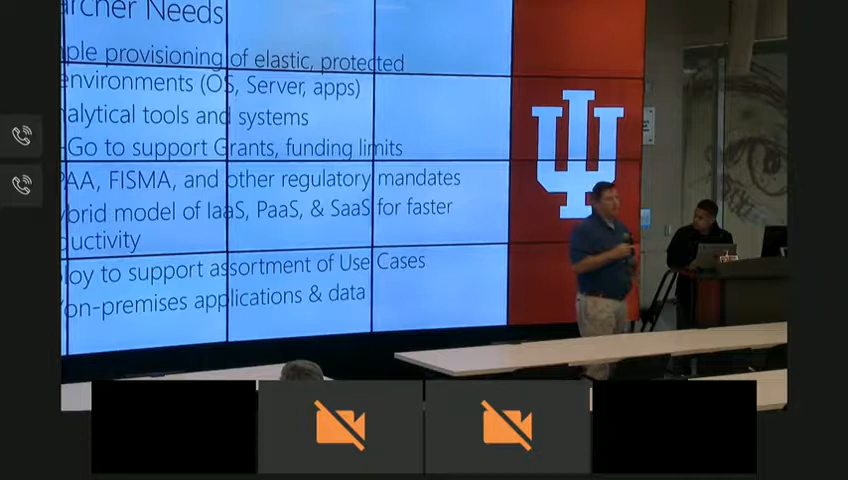 rcher Needs
ple provisioning of elastic, protected
environments (OS, Server, apps)
alytical tools and systems
-Go to support Grants, funding limits
PAA, FISMA, and other regulatory mandates
ybrid model of IaaS, PaaS, & SaaS for faster
ductivity
loy to support assortment of Use Cases
on-premises applications & data